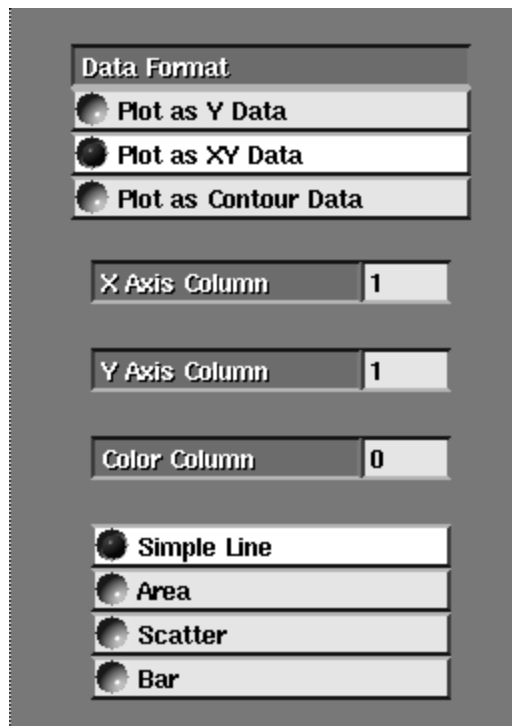 Data Format
Plot as Y Data
Plot as XY Data
Plot as Contour Data
X Axis Column 1
Y Axis Column 1
Color Column 0
Simple Line
Area
Scatter
Bar